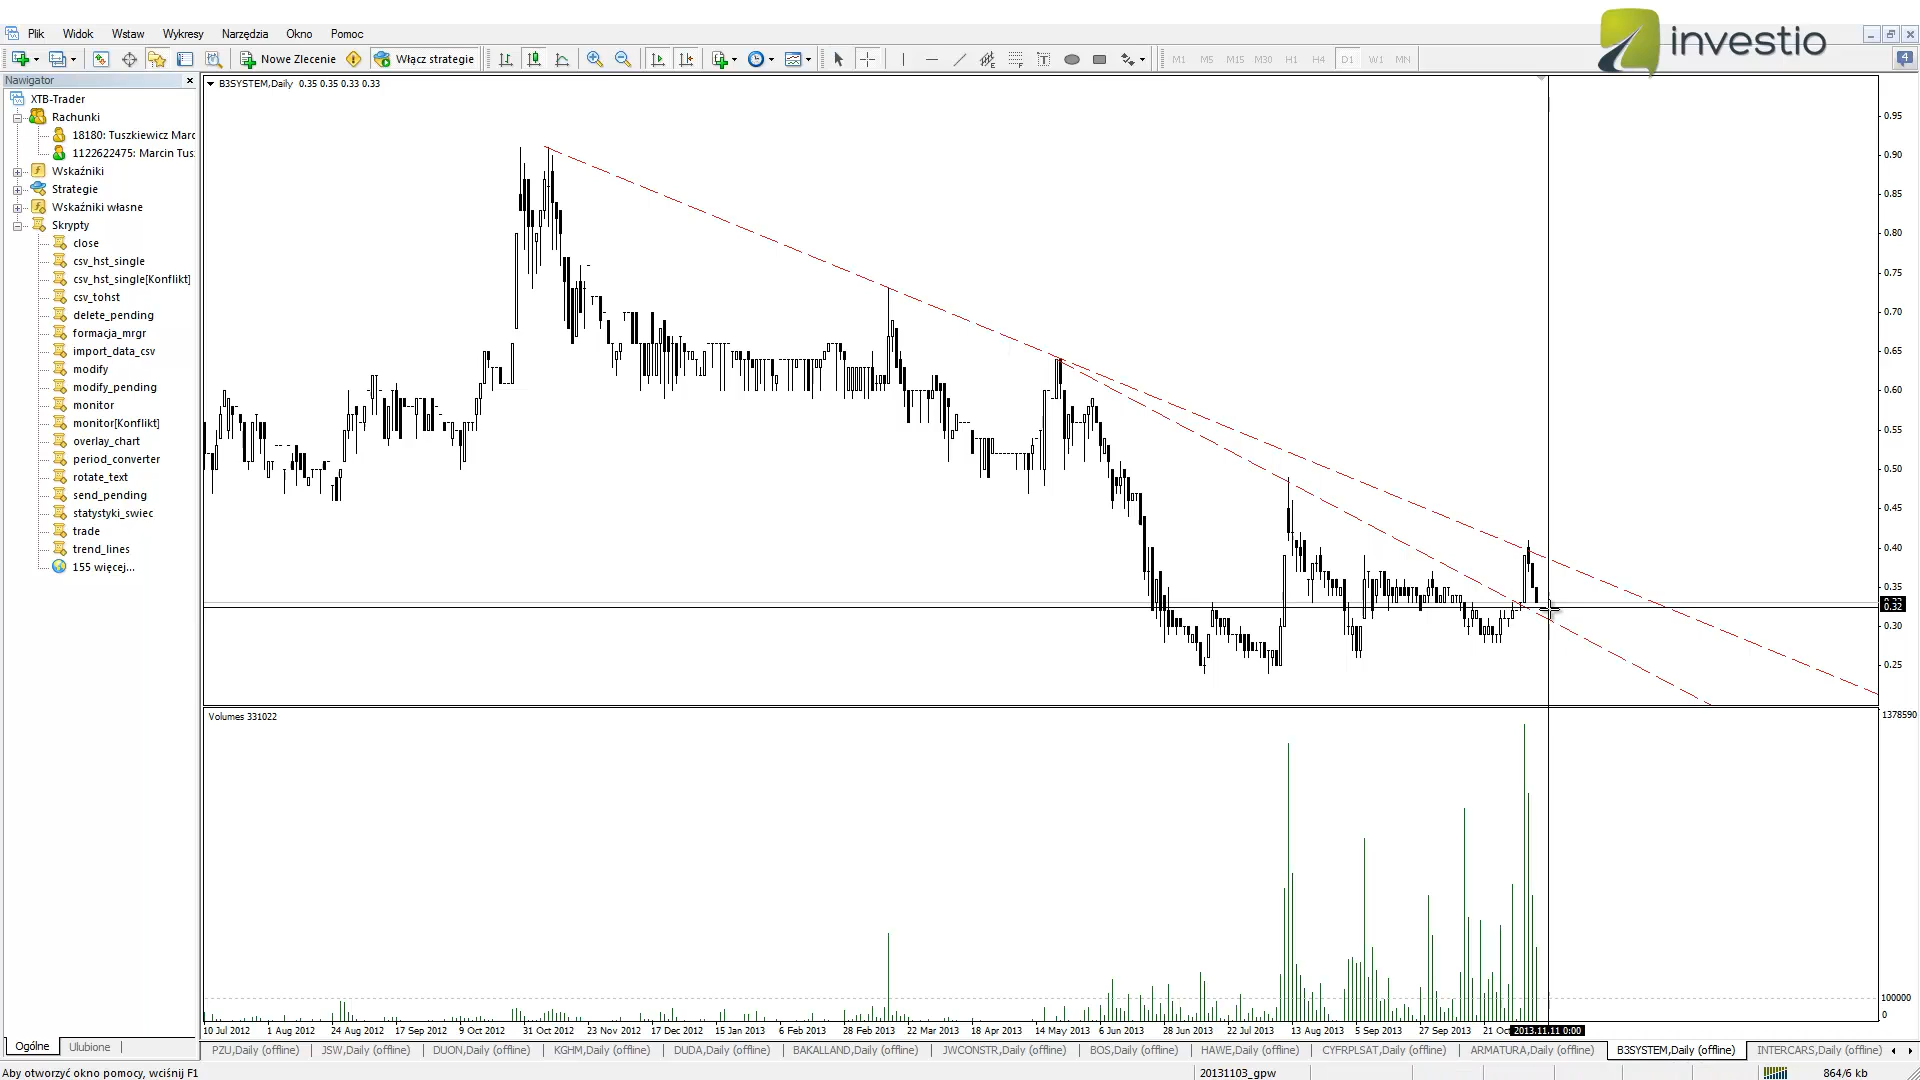 investio
Plik Widok Wstaw Wykresy Narzędzia Okno Pomoc
Nowe Zlecenie Włącz strategie M1 M5 M15 M30 H1 H4 D1 W1 MN 4
Nawigator
B3SYSTEM,Daily 0.35 0.35 0.33 0.33
XTB-Trader
Rachunki
18180: Tuszkiewicz Marc
1122622475: Marcin Tus
Wskaźniki
Strategie
Wskaźniki własne
Skrypty
close
csv_hst_single
csv_hst_single[Konflikt]
csv_tohst
delete_pending
formacja_mrgr
import_data_csv
modify
modify_pending
monitor
monitor[Konflikt]
overlay_chart
period_converter
rotate_text
send_pending
statystyki_swiec
trade
trend_lines
155 więcej...
0.95
0.90
0.85
0.80
0.75
0.70
0.65
0.60
0.55
0.50
0.45
0.40
0.35
0.32
0.30
0.25
Volumes 331022
1378590
100000
0
10 Jul 2012 1 Aug 2012 24 Aug 2012 17 Sep 2012 9 Oct 2012 31 Oct 2012 23 Nov 2012 17 Dec 2012 15 Jan 2013 6 Feb 2013 28 Feb 2013 22 Mar 2013 18 Apr 2013 14 May 2013 6 Jun 2013 28 Jun 2013 22 Jul 2013 13 Aug 2013 5 Sep 2013 27 Sep 2013 21 Oct 2013.11.11 0:00
Ogólne Ulubione
PZU,Daily (offline) JSW,Daily (offline) DUON,Daily (offline) KGHM,Daily (offline) DUDA,Daily (offline) BAKALLAND,Daily (offline) JWCONSTR,Daily (offline) BOS,Daily (offline) HAWE,Daily (offline) CYFRPLSAT,Daily (offline) ARMATURA,Daily (offline) B3SYSTEM,Daily (offline) INTERCARS,Daily (offline)
Aby otworzyć okno pomocy, wciśnij F1 20131103_gpw 864/6 kb